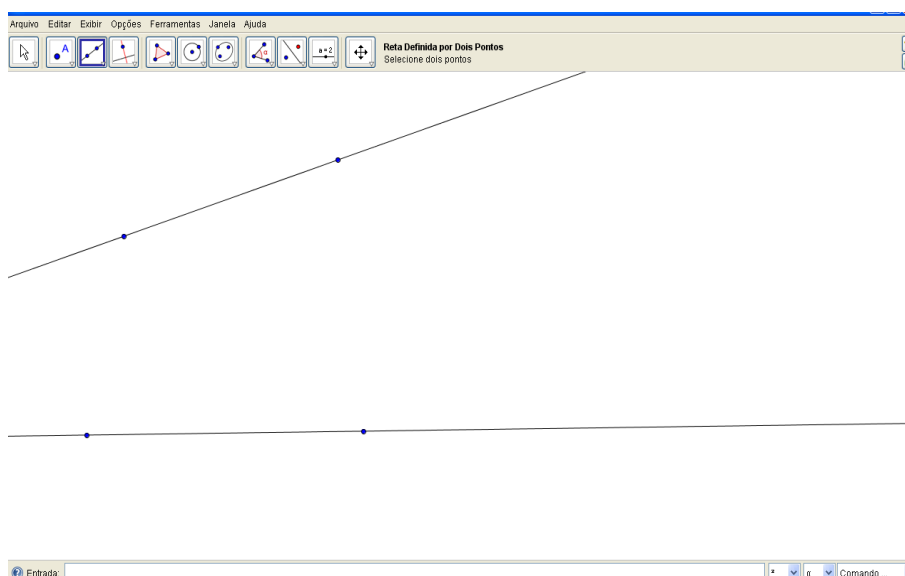 Arquivo Editar Exibir Opções Ferramentas Janela Ajuda
A
α
a = 2
Reta Definida por Dois Pontos
Selecione dois pontos
Entrada:
Comando ...